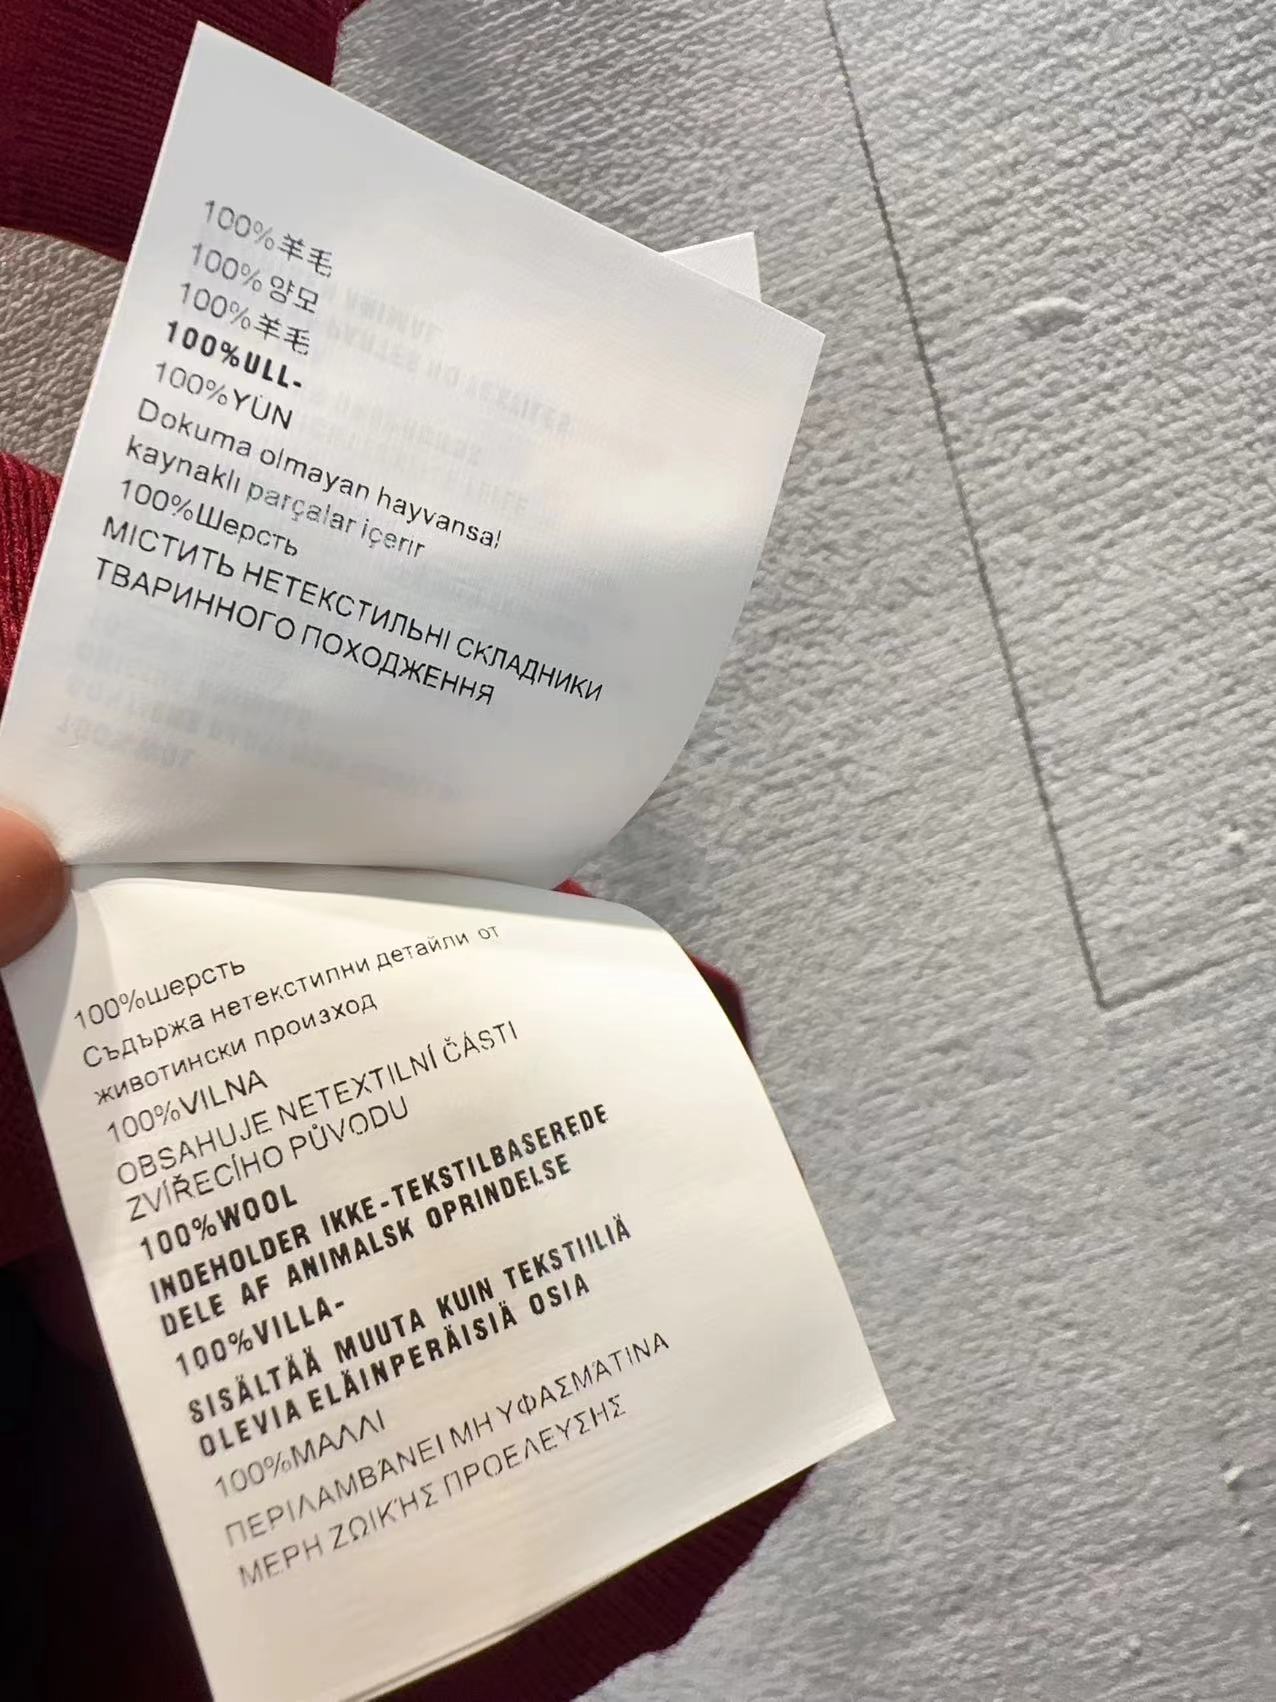 100%羊毛
100%양모
100%羊毛
100%ULL-
100%YÜN
Dokuma olmayan hayvansal
kaynaklı parçalar içerir
100%Шерсть
МІСТИТЬ НЕТЕКСТИЛЬНІ СКЛАДНИКИ
ТВАРИННОГО ПОХОДЖЕННЯ
100%шерсть
Съдържа нетекстилни детайли от
животински произход
100%VILNA
OBSAHUJE NETEXTILNÍ ČÁSTI
ZVÍŘECÍHO PŮVODU
100%WOOL
INDEHOLDER IKKE-TEKSTILBASEREDE
DELE AF ANIMALSK OPRINDELSE
100%VILLA-
SISÄLTÄÄ MUUTA KUIN TEKSTIILIÄ
OLEVIA ELÄINPERÄISIÄ OSIA
100%ΜΑΛΛΙ
ΠΕΡΙΛΑΜΒΆΝΕΙ ΜΗ ΥΦΑΣΜΆΤΙΝΑ
ΜΕΡΗ ΖΩΙΚΉΣ ΠΡΟΕΛΕΥΣΗΣ